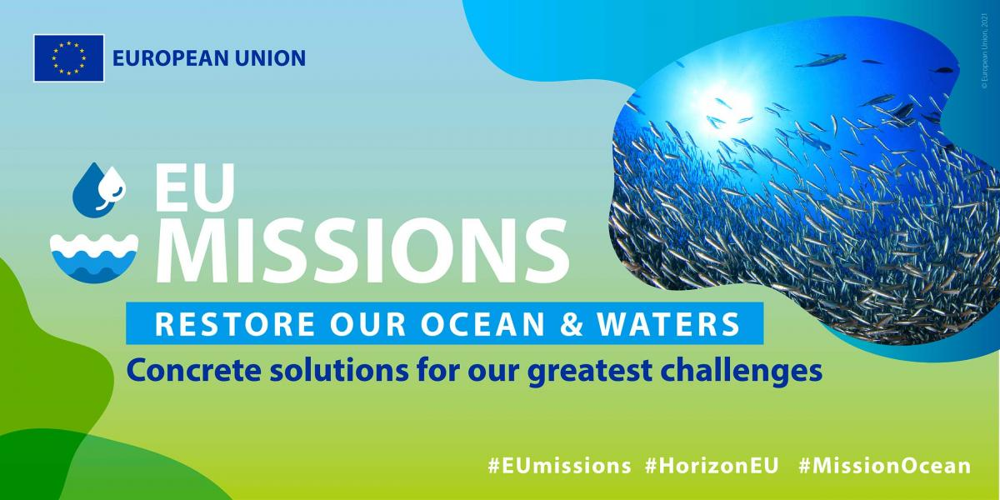 EUROPEAN UNION
© European Union, 2021
EU
MISSIONS
RESTORE OUR OCEAN & WATERS
Concrete solutions for our greatest challenges
#EUmissions #HorizonEU #MissionOcean